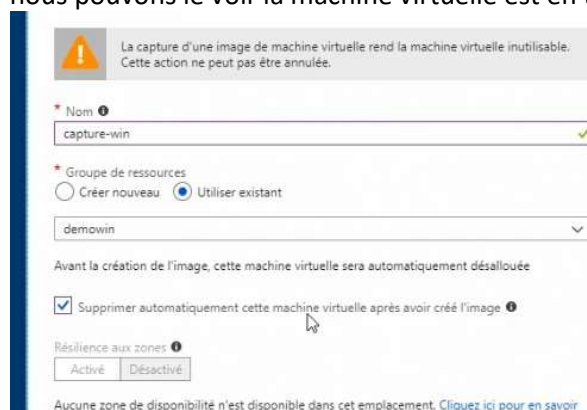 nous pouvons le voir la machine virtuelle est en
La capture d'une image de machine virtuelle rend la machine virtuelle inutilisable.
Cette action ne peut pas être annulée.
* Nom
capture-win
* Groupe de ressources
Créer nouveau Utiliser existant
demowin
Avant la création de l'image, cette machine virtuelle sera automatiquement désallouée
Supprimer automatiquement cette machine virtuelle après avoir créé l'image
Résilience aux zones
Activé Désactivé
Aucune zone de disponibilité n'est disponible dans cet emplacement. Cliquez ici pour en savoir